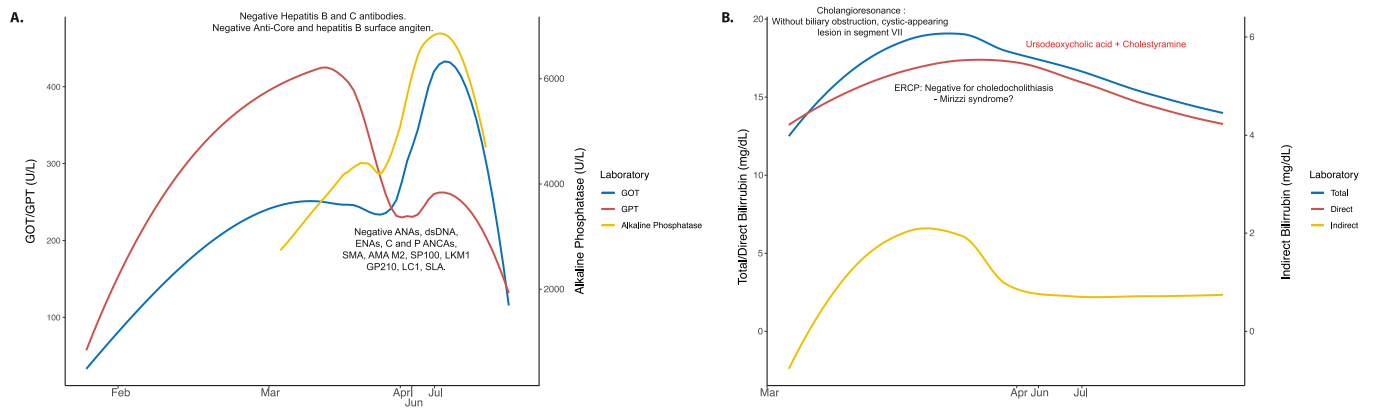 A.
Negative Hepatitis B and C antibodies.
Negative Anti-Core and hepatitis B surface angiten.
400
300
200
100
GOT/GPT (U/L)
6000
4000
2000
Alkaline Phosphatase (U/L)
Negative ANAs, dsDNA,
ENAs, C and P ANCAs,
SMA, AMA M2, SP100, LKM1
GP210, LC1, SLA.
Feb
Mar
April
Jul
Jun
Laboratory
GOT
GPT
Alkaline Phosphatase
B.
Cholangioresonance :
Without biliary obstruction, cystic-appearing
lesion in segment VII
Ursodeoxycholic acid + Cholestyramine
ERCP: Negative for choledocholithiasis
- Mirizzi syndrome?
20
15
10
5
0
Total/Direct Bilirrubin (mg/dL)
6
4
2
0
Indirect Bilirrubin (mg/dL)
Mar
Apr Jun
Jul
Laboratory
Total
Direct
Indirect